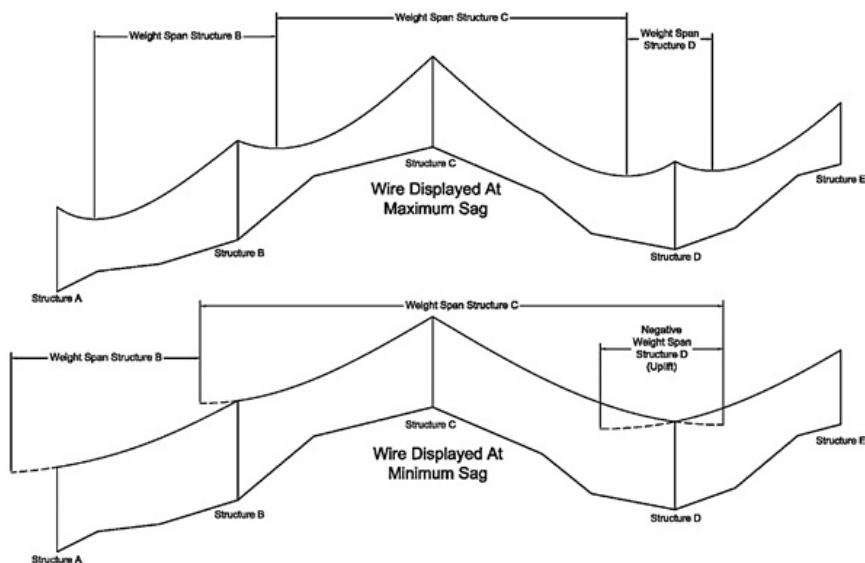 Weight Span Structure C
Weight Span Structure B
Weight Span
Structure D
Structure C
Structure E
Wire Displayed At
Maximum Sag
Structure B
Structure D
Structure A
Weight Span Structure C
Negative
Weight Span
Structure D
(Uplift)
Weight Span Structure B
Structure C
Structure E
Wire Displayed At
Minimum Sag
Structure B
Structure D
Structure A